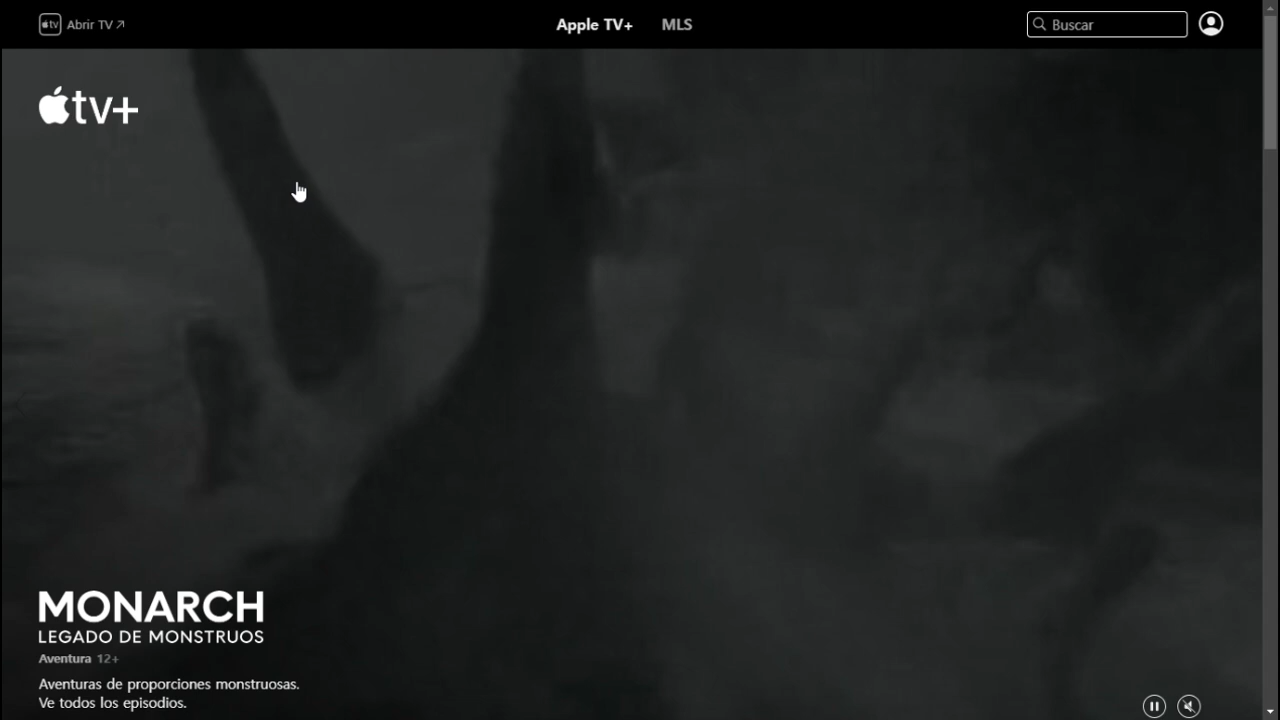 tv Abrir TV ↗
Apple TV+
MLS
Buscar
tv+
MONARCH
LEGADO DE MONSTRUOS
Aventura 12+
Aventuras de proporciones monstruosas.
Ve todos los episodios.